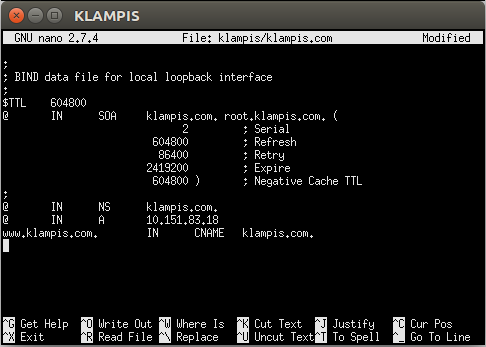 KLAMPIS
GNU nano 2.7.4 File: klampis/klampis.com Modified
;
; BIND data file for local loopback interface
;
$TTL 604800
@ IN SOA klampis.com. root.klampis.com. (
2 ; Serial
604800 ; Refresh
86400 ; Retry
2419200 ; Expire
604800 ) ; Negative Cache TTL
;
@ IN NS klampis.com.
@ IN A 10.151.83.18
www.klampis.com. IN CNAME klampis.com.
^G Get Help ^O Write Out ^W Where Is ^K Cut Text ^J Justify ^C Cur Pos
^X Exit ^R Read File ^\ Replace ^U Uncut Text ^T To Spell ^_ Go To Line